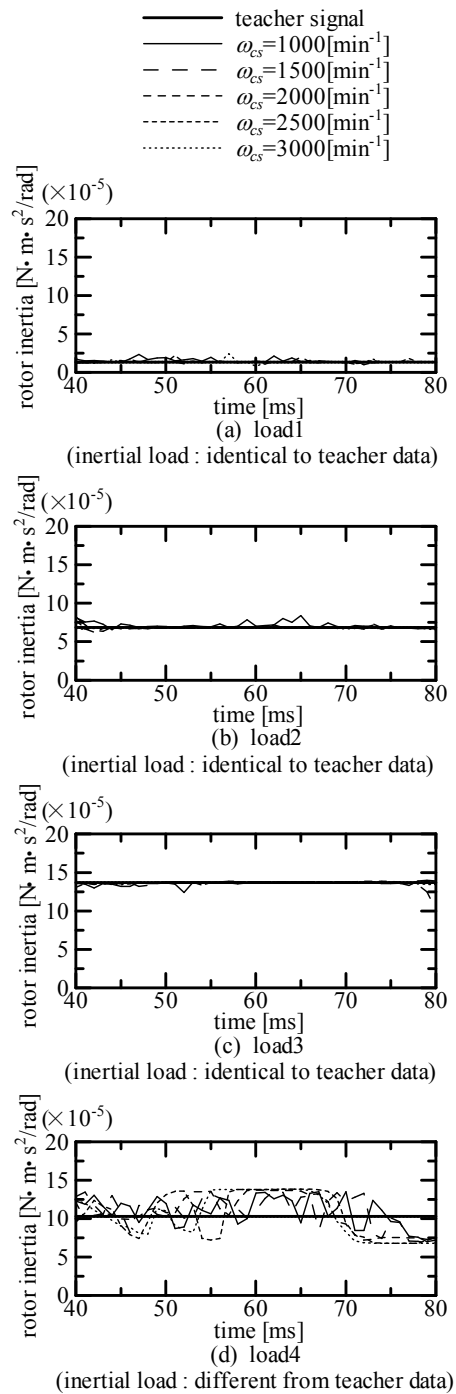 teacher signal
ω_cs=1000[min⁻¹]
ω_cs=1500[min⁻¹]
ω_cs=2000[min⁻¹]
ω_cs=2500[min⁻¹]
ω_cs=3000[min⁻¹]
(×10⁻⁵)
rotor inertia [N・m・s²/rad]
20
15
10
5
0
40 50 60 70 80
time [ms]
(a) load1
(inertial load : identical to teacher data)
(×10⁻⁵)
rotor inertia [N・m・s²/rad]
20
15
10
5
0
40 50 60 70 80
time [ms]
(b) load2
(inertial load : identical to teacher data)
(×10⁻⁵)
rotor inertia [N・m・s²/rad]
20
15
10
5
0
40 50 60 70 80
time [ms]
(c) load3
(inertial load : identical to teacher data)
(×10⁻⁵)
rotor inertia [N・m・s²/rad]
20
15
10
5
0
40 50 60 70 80
time [ms]
(d) load4
(inertial load : different from teacher data)